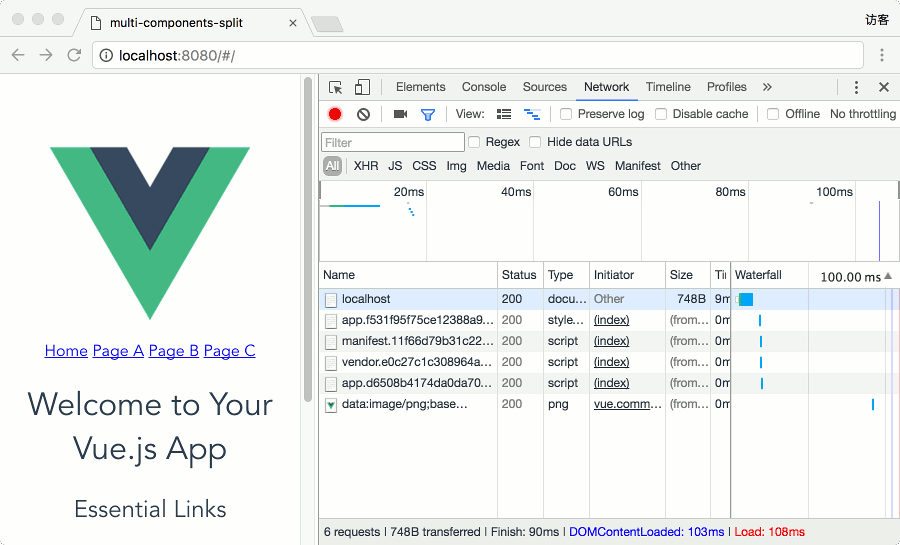 multi-components-split
访客
localhost:8080/#/
Home Page A Page B Page C
Welcome to Your
Vue.js App
Essential Links
Elements Console Sources Network Timeline Profiles »
View: Preserve log Disable cache Offline No throttling
Filter Regex Hide data URLs
All XHR JS CSS Img Media Font Doc WS Manifest Other
20ms 40ms 60ms 80ms 100ms
Name Status Type Initiator Size Ti Waterfall 100.00 ms
localhost 200 docu... Other 748B 9m
app.f531f95f75ce12388a9... 200 style... (index) (from... 0m
manifest.11f66d79b31c22... 200 script (index) (from... 0m
vendor.e0c27c1c308964a... 200 script (index) (from... 0m
app.d6508b4174da0da70... 200 script (index) (from... 0m
data:image/png;base... 200 png vue.comm... (from... 0m
6 requests | 748B transferred | Finish: 90ms | DOMContentLoaded: 103ms | Load: 108ms